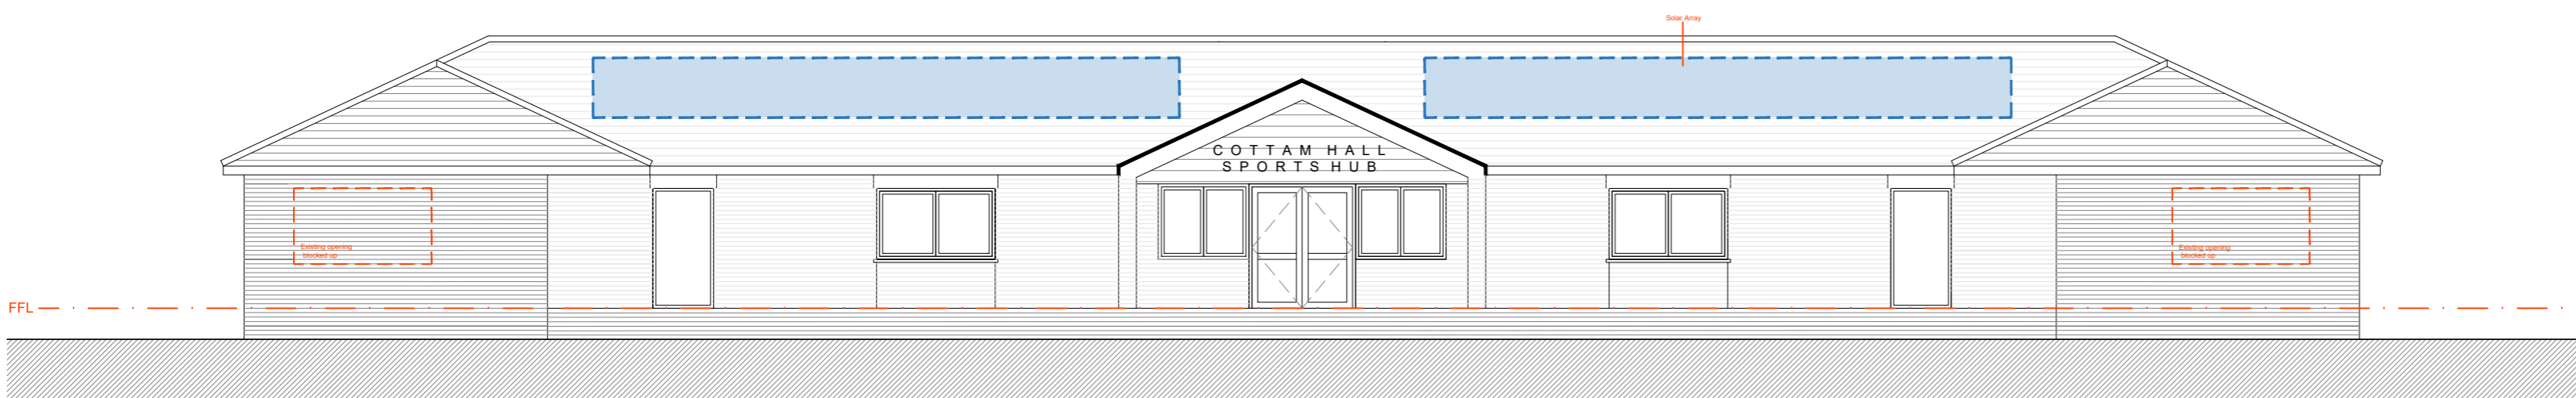 Solar Array
COTTAM HALL
SPORTS HUB
Existing opening
blocked up
Existing opening
blocked up
FFL